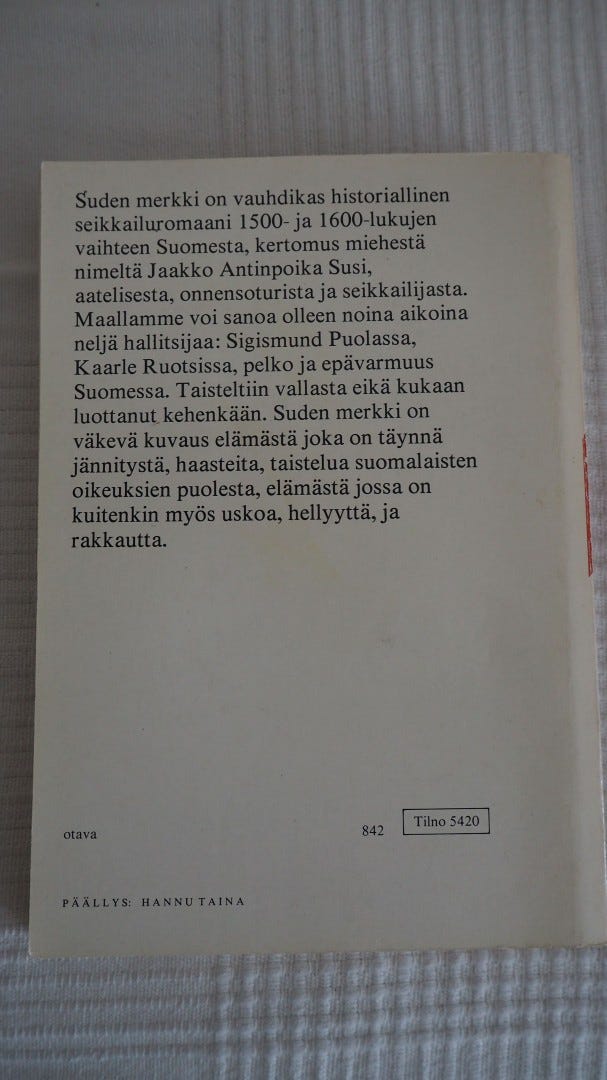 Suden merkki on vauhdikas historiallinen
seikkailuromaani 1500- ja 1600-lukujen
vaihteen Suomesta, kertomus miehestä
nimeltä Jaakko Antinpoika Susi,
aatelisesta, onnensoturista ja seikkailijasta.
Maallamme voi sanoa olleen noina aikoina
neljä hallitsijaa: Sigismund Puolassa,
Kaarle Ruotsissa, pelko ja epävarmuus
Suomessa. Taisteltiin vallasta eikä kukaan
luottanut kehenkään. Suden merkki on
väkevä kuvaus elämästä joka on täynnä
jännitystä, haasteita, taistelua suomalaisten
oikeuksien puolesta, elämästä jossa on
kuitenkin myös uskoa, hellyyttä, ja
rakkautta.
otava
842
Tilno 5420
PÄÄLLYS: HANNU TAINA